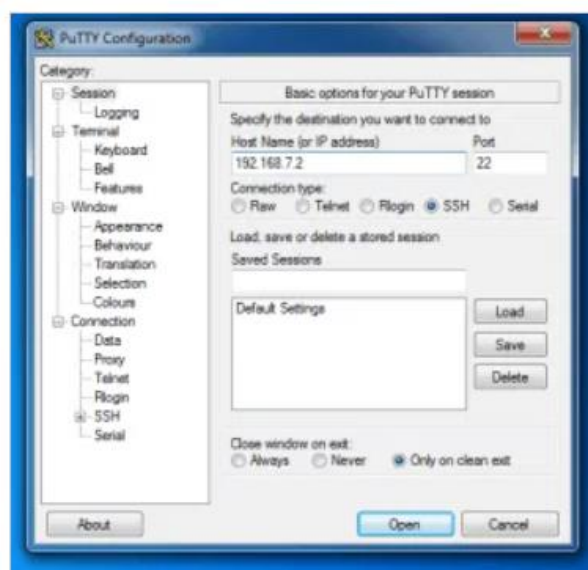 PuTTY Configuration
Category:
Session
Logging
Terminal
Keyboard
Bell
Features
Window
Appearance
Behaviour
Translation
Selection
Colours
Connection
Data
Proxy
Telnet
Rlogin
SSH
Serial
Basic options for your PuTTY session
Specify the destination you want to connect to
Host Name (or IP address) Port
192.168.7.2 22
Connection type:
Raw Telnet Rlogin SSH Serial
Load, save or delete a stored session
Saved Sessions
Default Settings
Load
Save
Delete
Close window on exit:
Always Never Only on clean exit
About Open Cancel